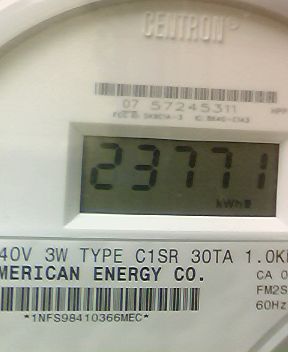 CENTRON®
07 57245311
23771
kWh
40V 3W TYPE C1SR 30TA 1.0K
MERICAN ENERGY CO.
CA 0
FM2S
60Hz
*1NFS98410366MEC*